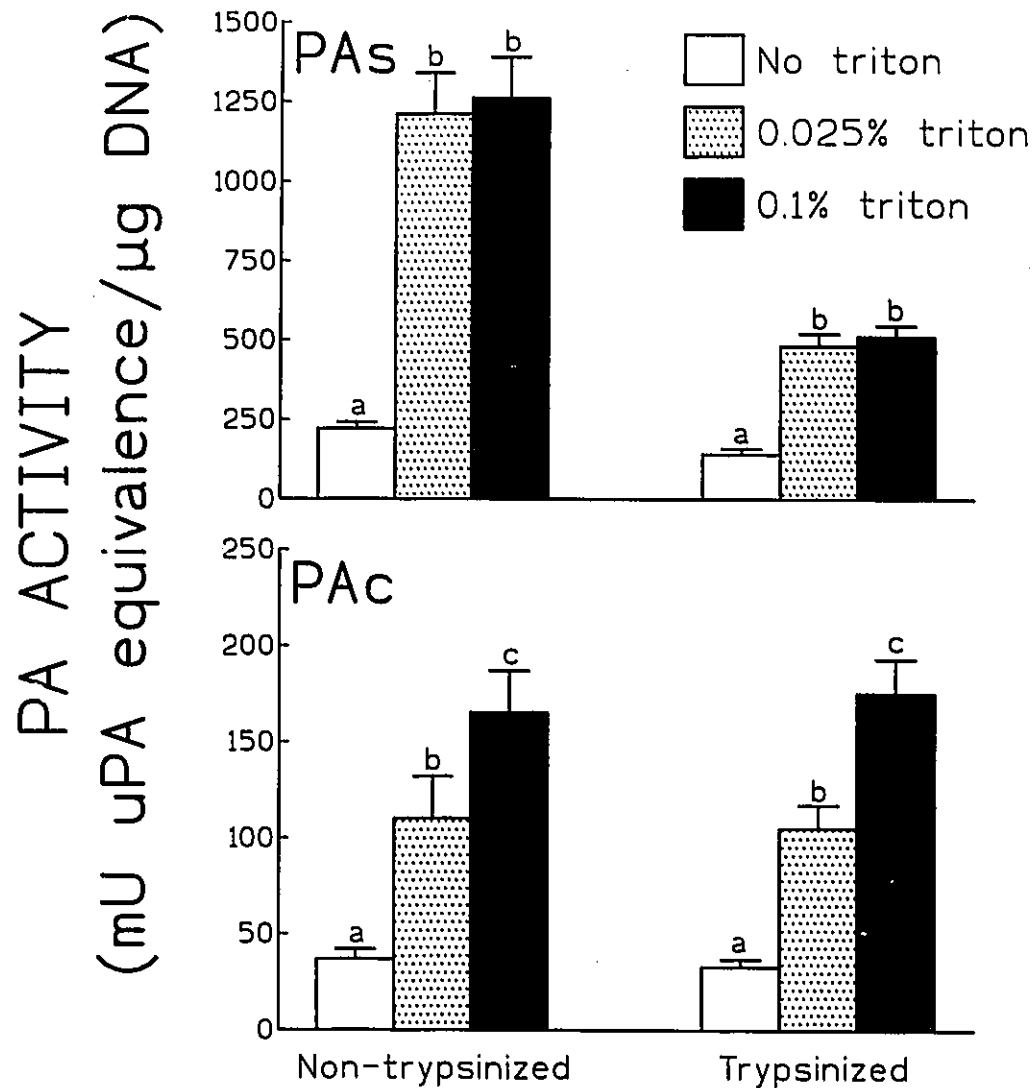 PA ACTIVITY
(mU uPA equivalence/µg DNA)
PAs
1500
1250
1000
750
500
250
0
b
b
a
b
b
a
No triton
0.025% triton
0.1% triton
PAc
250
200
150
100
50
0
c
b
a
c
b
a
Non-trypsinized
Trypsinized